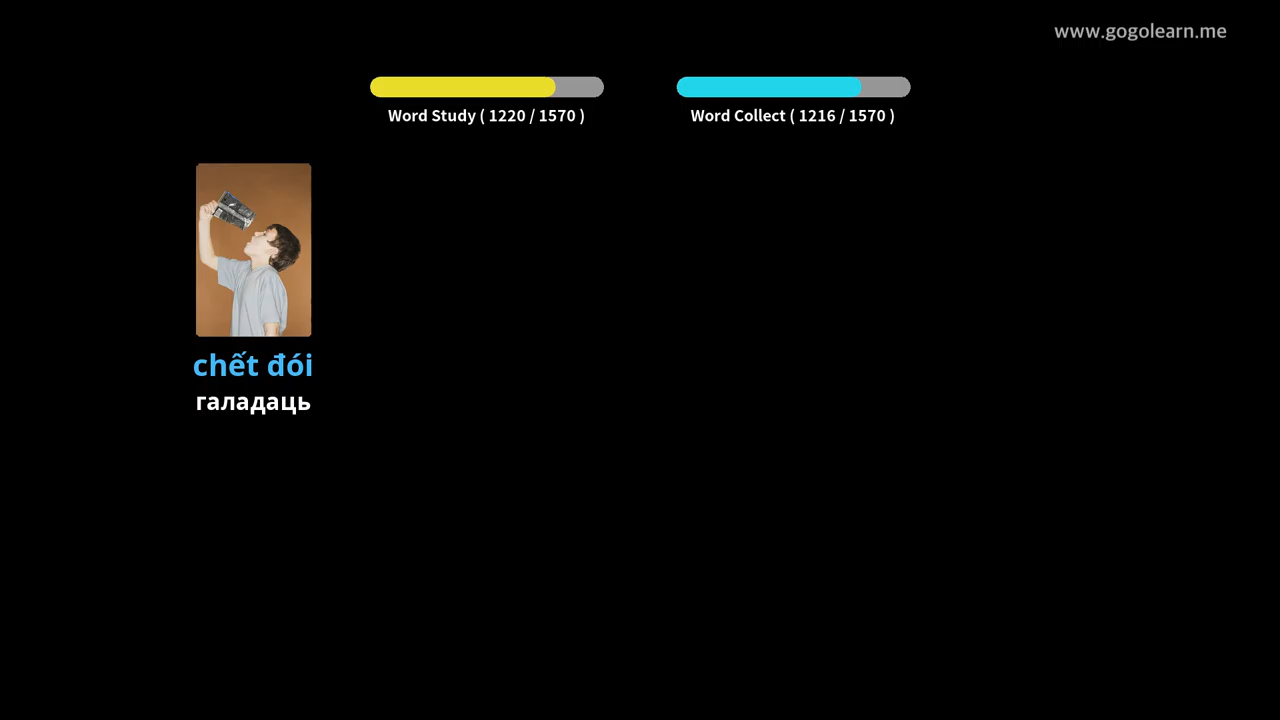 www.gogolearn.me
Word Study ( 1220 / 1570 )
Word Collect ( 1216 / 1570 )
chết đói
галадаць